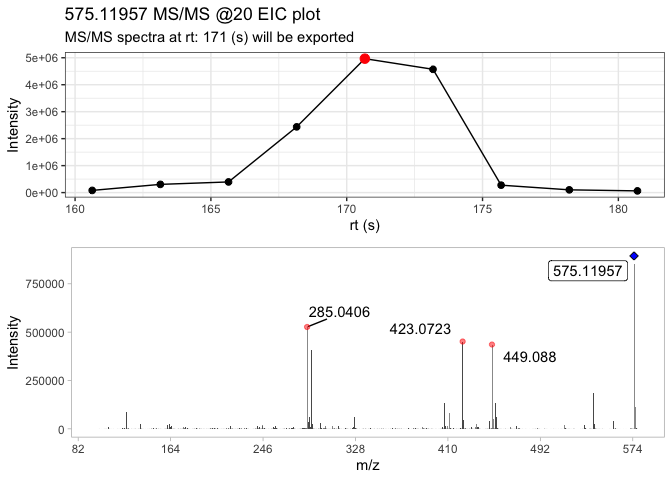 575.11957 MS/MS @20 EIC plot
MS/MS spectra at rt: 171 (s) will be exported
5e+06
4e+06
3e+06
2e+06
1e+06
0e+00
Intensity
160 165 170 175 180
rt (s)
575.11957
285.0406
423.0723
449.088
750000
500000
250000
0
Intensity
82 164 246 328 410 492 574
m/z